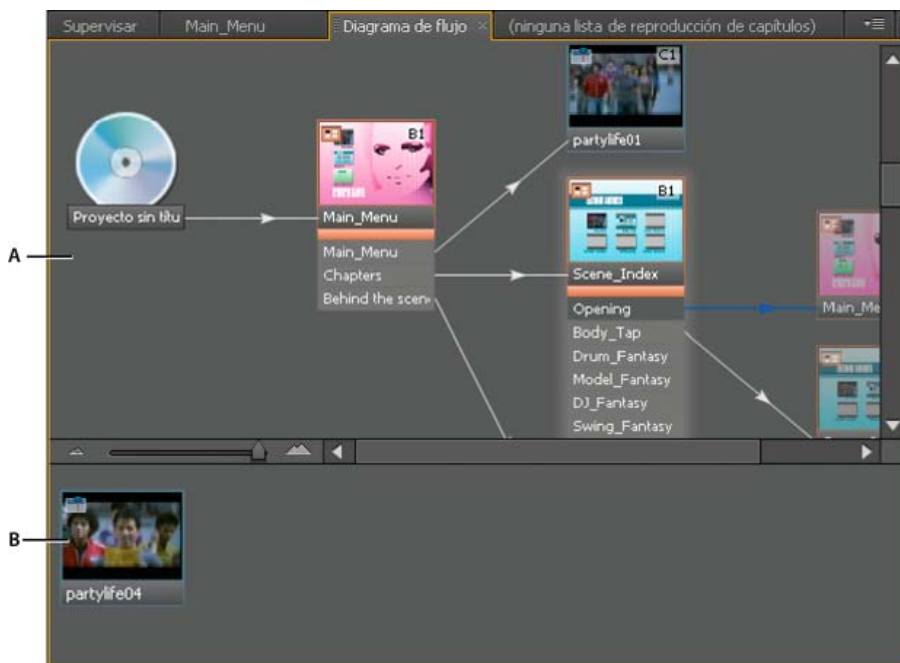 Supervisar Main_Menu Diagrama de flujo × (ninguna lista de reproducción de capítulos)
C1
partylife01
B1
B1
Proyecto sin títu
Main_Menu
A
Main_Menu
Chapters
Scene_Index
Behind the scen
Opening
Main_Me
Body_Tap
Drum_Fantasy
Model_Fantasy
DJ_Fantasy
Swing_Fantasy
B
partylife04